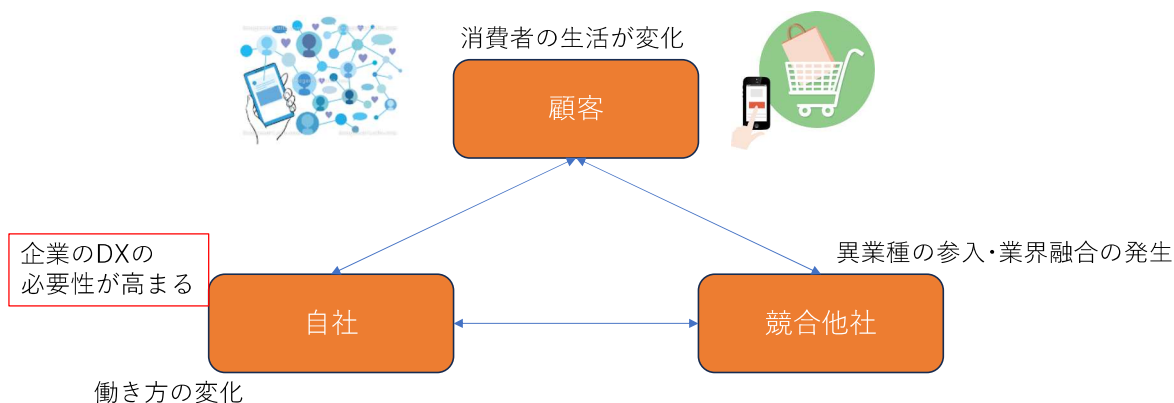 消費者の生活が変化
顧客
企業のDXの
必要性が高まる
異業種の参入・業界融合の発生
自社
競合他社
働き方の変化